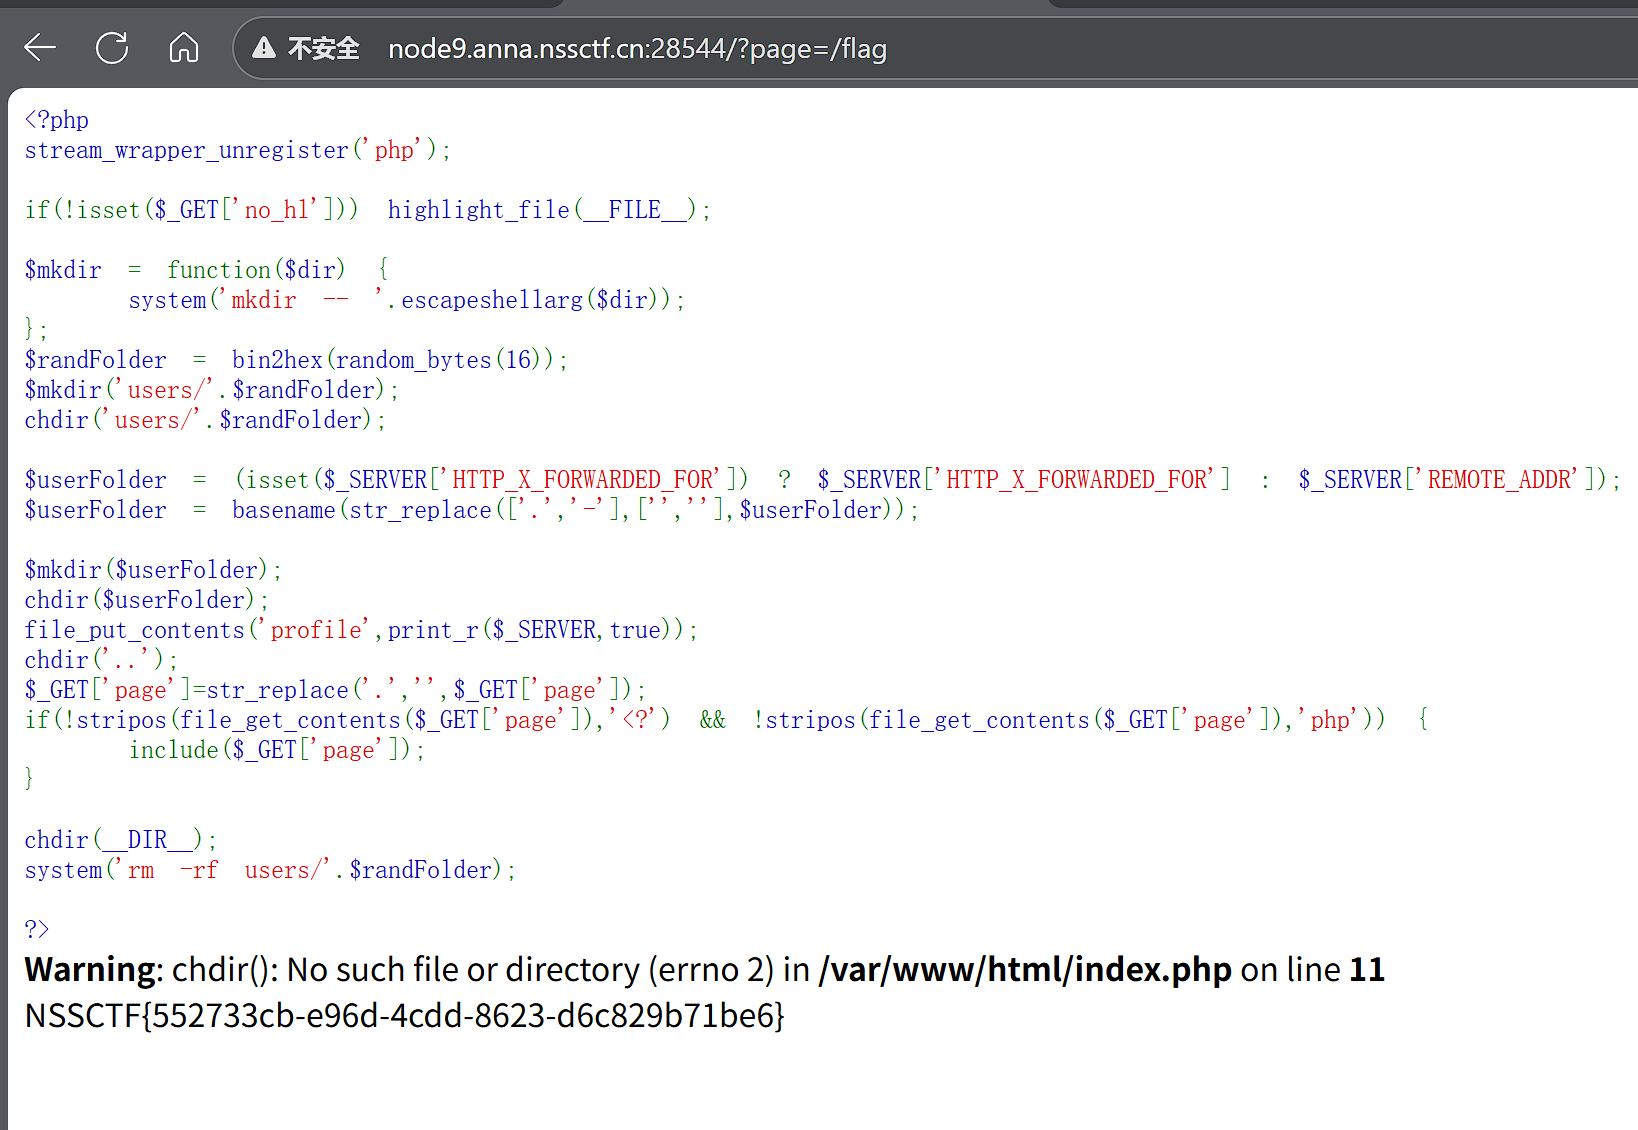 不安全 node9.anna.nssctf.cn:28544/?page=/flag
<?php
stream_wrapper_unregister('php');
if(!isset($_GET['no_hl'])) highlight_file(__FILE__);
$mkdir = function($dir) {
system('mkdir -- '.escapeshellarg($dir));
};
$randFolder = bin2hex(random_bytes(16));
$mkdir('users/'.$randFolder);
chdir('users/'.$randFolder);
$userFolder = (isset($_SERVER['HTTP_X_FORWARDED_FOR']) ? $_SERVER['HTTP_X_FORWARDED_FOR'] : $_SERVER['REMOTE_ADDR']);
$userFolder = basename(str_replace(['.','-'],['',''],$userFolder));
$mkdir($userFolder);
chdir($userFolder);
file_put_contents('profile',print_r($_SERVER,true));
chdir('..');
$_GET['page']=str_replace('.','',$_GET['page']);
if(!stripos(file_get_contents($_GET['page']),'<?') && !stripos(file_get_contents($_GET['page']),'php')) {
include($_GET['page']);
}
chdir(__DIR__);
system('rm -rf users/'.$randFolder);
?>
Warning: chdir(): No such file or directory (errno 2) in /var/www/html/index.php on line 11
NSSCTF{552733cb-e96d-4cdd-8623-d6c829b71be6}